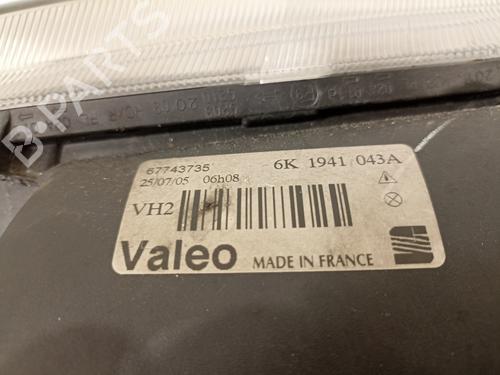 67743735 6K 1941 043A
25/07/05 06h08
VH2
Valeo MADE IN FRANCE
B-PARTS